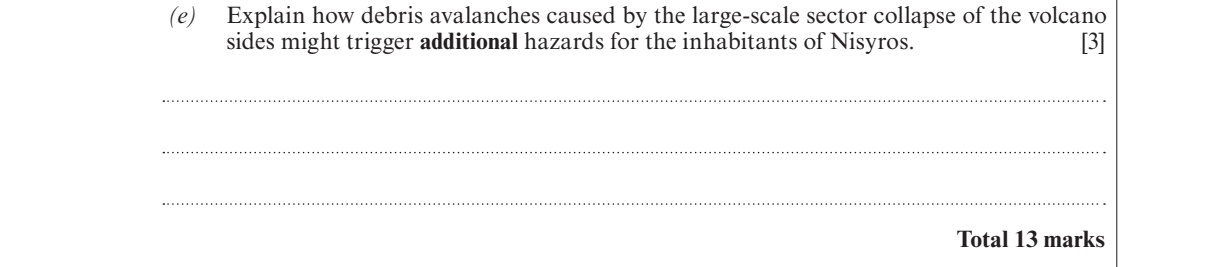 (e) Explain how debris avalanches caused by the large-scale sector collapse of the volcano
sides might trigger additional hazards for the inhabitants of Nisyros. [3]
Total 13 marks